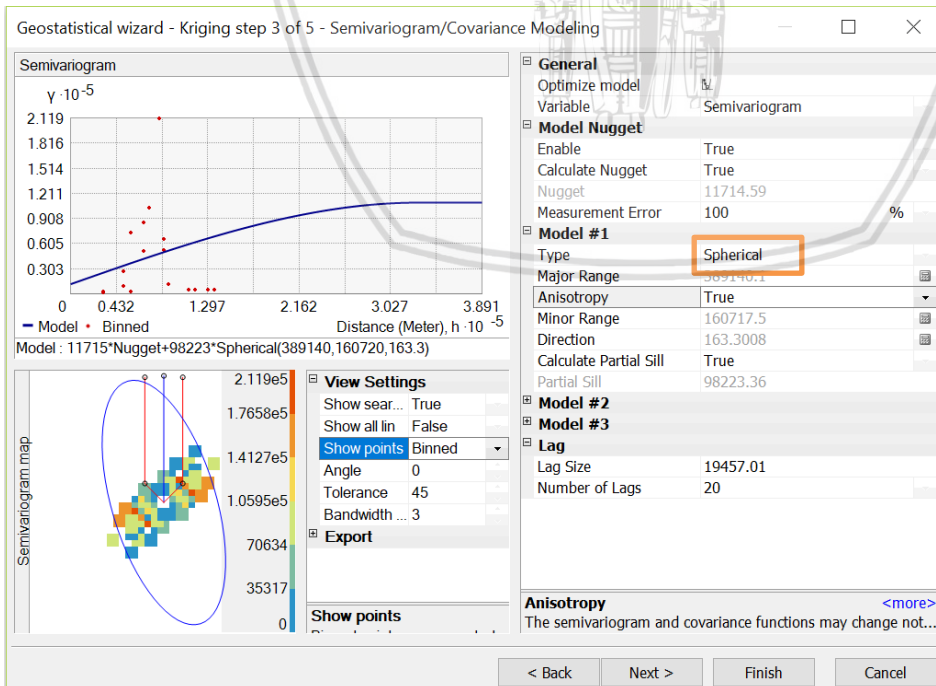 Geostatistical wizard - Kriging step 3 of 5 - Semivariogram/Covariance Modeling
Semivariogram
γ ·10 -5
2.119
1.816
1.514
1.211
0.908
0.605
0.303
0 0.432 1.297 2.162 3.027 3.891
Model Binned Distance (Meter), h ·10 -5
Model : 11715*Nugget+98223*Spherical(389140,160720,163.3)
Semivariogram map
2.119e5
1.7658e5
1.4127e5
1.0595e5
70634
35317
0
View Settings
Show sear... True
Show all lin False
Show points Binned
Angle 0
Tolerance 45
Bandwidth ... 3
Export
Show points
General
Optimize model
Variable Semivariogram
Model Nugget
Enable True
Calculate Nugget True
Nugget 11714.59
Measurement Error 100 %
Model #1
Type Spherical
Major Range 389140.1
Anisotropy True
Minor Range 160717.5
Direction 163.3008
Calculate Partial Sill True
Partial Sill 98223.36
Model #2
Model #3
Lag
Lag Size 19457.01
Number of Lags 20
Anisotropy <more>
The semivariogram and covariance functions may change not...
< Back Next > Finish Cancel